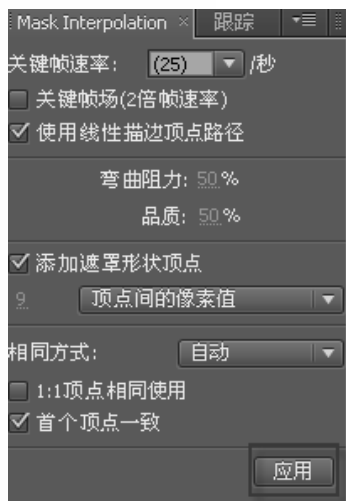 Mask Interpolation × 跟踪
关键帧速率: (25) /秒
关键帧场(2倍帧速率)
使用线性描边顶点路径
弯曲阻力: 50 %
品质: 50 %
添加遮罩形状顶点
9 顶点间的像素值
相同方式: 自动
1:1顶点相同使用
首个顶点一致
应用